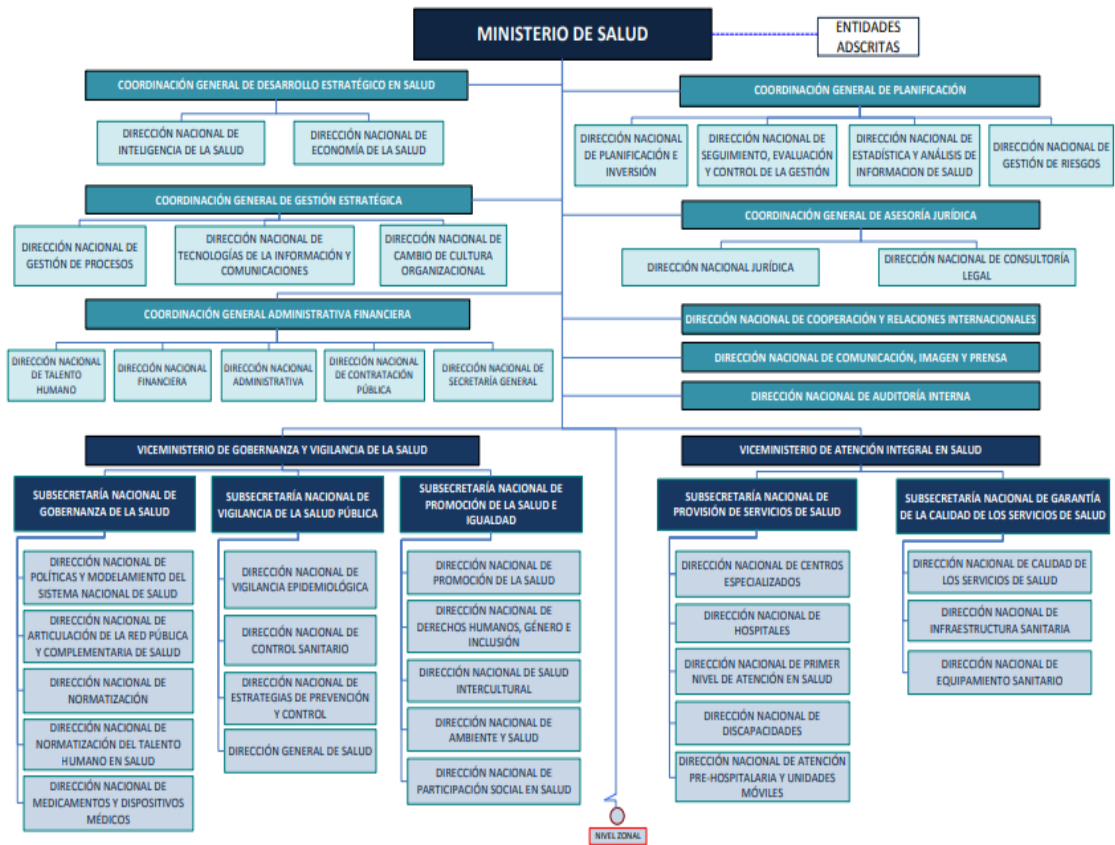 MINISTERIO DE SALUD
ENTIDADES
ADSCRITAS
COORDINACIÓN GENERAL DE DESARROLLO ESTRATÉGICO EN SALUD
DIRECCIÓN NACIONAL DE
INTELIGENCIA DE LA SALUD
DIRECCIÓN NACIONAL DE
ECONOMÍA DE LA SALUD
COORDINACIÓN GENERAL DE PLANIFICACIÓN
DIRECCIÓN NACIONAL
DE PLANIFICACIÓN E
INVERSIÓN
DIRECCIÓN NACIONAL DE
SEGUIMIENTO, EVALUACIÓN
Y CONTROL DE LA GESTIÓN
DIRECCIÓN NACIONAL DE
ESTADÍSTICA Y ANÁLISIS DE
INFORMACION DE SALUD
DIRECCIÓN NACIONAL DE
GESTIÓN DE RIESGOS
COORDINACIÓN GENERAL DE GESTIÓN ESTRATÉGICA
DIRECCIÓN NACIONAL DE
GESTIÓN DE PROCESOS
DIRECCIÓN NACIONAL DE
TECNOLOGÍAS DE LA INFORMACIÓN Y
COMUNICACIONES
DIRECCIÓN NACIONAL DE
CAMBIO DE CULTURA
ORGANIZACIONAL
COORDINACIÓN GENERAL DE ASESORÍA JURÍDICA
DIRECCIÓN NACIONAL JURÍDICA
DIRECCIÓN NACIONAL DE CONSULTORÍA
LEGAL
COORDINACIÓN GENERAL ADMINISTRATIVA FINANCIERA
DIRECCIÓN NACIONAL
DE TALENTO
HUMANO
DIRECCIÓN NACIONAL
FINANCIERA
DIRECCIÓN NACIONAL
ADMINISTRATIVA
DIRECCIÓN NACIONAL
DE CONTRATACIÓN
PÚBLICA
DIRECCIÓN NACIONAL DE
SECRETARÍA GENERAL
DIRECCIÓN NACIONAL DE COOPERACIÓN Y RELACIONES INTERNACIONALES
DIRECCIÓN NACIONAL DE COMUNICACIÓN, IMAGEN Y PRENSA
DIRECCIÓN NACIONAL DE AUDITORÍA INTERNA
VICEMINISTERIO DE GOBERNANZA Y VIGILANCIA DE LA SALUD
SUBSECRETARÍA NACIONAL DE
GOBERNANZA DE LA SALUD
DIRECCIÓN NACIONAL DE
POLÍTICAS Y MODELAMIENTO DEL
SISTEMA NACIONAL DE SALUD
DIRECCIÓN NACIONAL DE
ARTICULACIÓN DE LA RED PÚBLICA
Y COMPLEMENTARIA DE SALUD
DIRECCIÓN NACIONAL DE
NORMATIZACIÓN
DIRECCIÓN NACIONAL DE
NORMATIZACIÓN DEL TALENTO
HUMANO EN SALUD
DIRECCIÓN NACIONAL DE
MEDICAMENTOS Y DISPOSITIVOS
MÉDICOS
SUBSECRETARÍA NACIONAL DE
VIGILANCIA DE LA SALUD PÚBLICA
DIRECCIÓN NACIONAL DE
VIGILANCIA EPIDEMIOLÓGICA
DIRECCIÓN NACIONAL DE
CONTROL SANITARIO
DIRECCIÓN NACIONAL DE
ESTRATEGIAS DE PREVENCIÓN
Y CONTROL
DIRECCIÓN GENERAL DE SALUD
SUBSECRETARÍA NACIONAL DE
PROMOCIÓN DE LA SALUD E
IGUALDAD
DIRECCIÓN NACIONAL DE
PROMOCIÓN DE LA SALUD
DIRECCIÓN NACIONAL DE
DERECHOS HUMANOS, GÉNERO E
INCLUSIÓN
DIRECCIÓN NACIONAL DE SALUD
INTERCULTURAL
DIRECCIÓN NACIONAL DE
AMBIENTE Y SALUD
DIRECCIÓN NACIONAL DE
PARTICIPACIÓN SOCIAL EN SALUD
VICEMINISTERIO DE ATENCIÓN INTEGRAL EN SALUD
SUBSECRETARÍA NACIONAL DE
PROVISIÓN DE SERVICIOS DE SALUD
DIRECCIÓN NACIONAL DE CENTROS
ESPECIALIZADOS
DIRECCIÓN NACIONAL DE
HOSPITALES
DIRECCIÓN NACIONAL DE PRIMER
NIVEL DE ATENCIÓN EN SALUD
DIRECCIÓN NACIONAL DE
DISCAPACIDADES
DIRECCIÓN NACIONAL DE ATENCIÓN
PRE-HOSPITALARIA Y UNIDADES
MÓVILES
SUBSECRETARÍA NACIONAL DE GARANTÍA
DE LA CALIDAD DE LOS SERVICIOS DE SALUD
DIRECCIÓN NACIONAL DE CALIDAD DE
LOS SERVICIOS DE SALUD
DIRECCIÓN NACIONAL DE
INFRAESTRUCTURA SANITARIA
DIRECCIÓN NACIONAL DE
EQUIPAMIENTO SANITARIO
NIVEL ZONAL